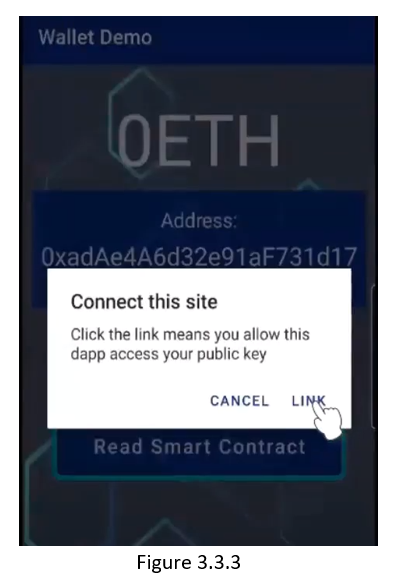 Wallet Demo
0ETH
Address:
0xadAe4A6d32e91aF731d17
Connect this site
Click the link means you allow this
dapp access your public key
CANCEL LINK
Read Smart Contract
Figure 3.3.3